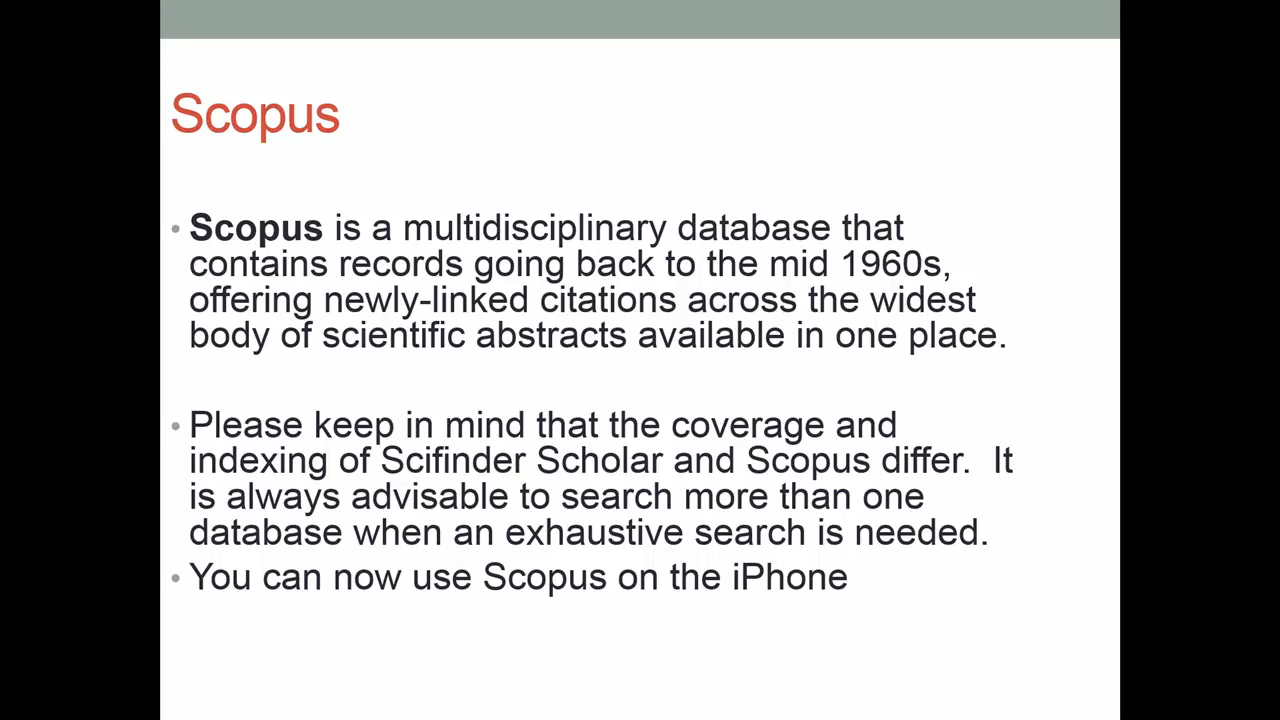 Scopus
• Scopus is a multidisciplinary database that
contains records going back to the mid 1960s,
offering newly-linked citations across the widest
body of scientific abstracts available in one place.
• Please keep in mind that the coverage and
indexing of Scifinder Scholar and Scopus differ.  It
is always advisable to search more than one
database when an exhaustive search is needed.
• You can now use Scopus on the iPhone